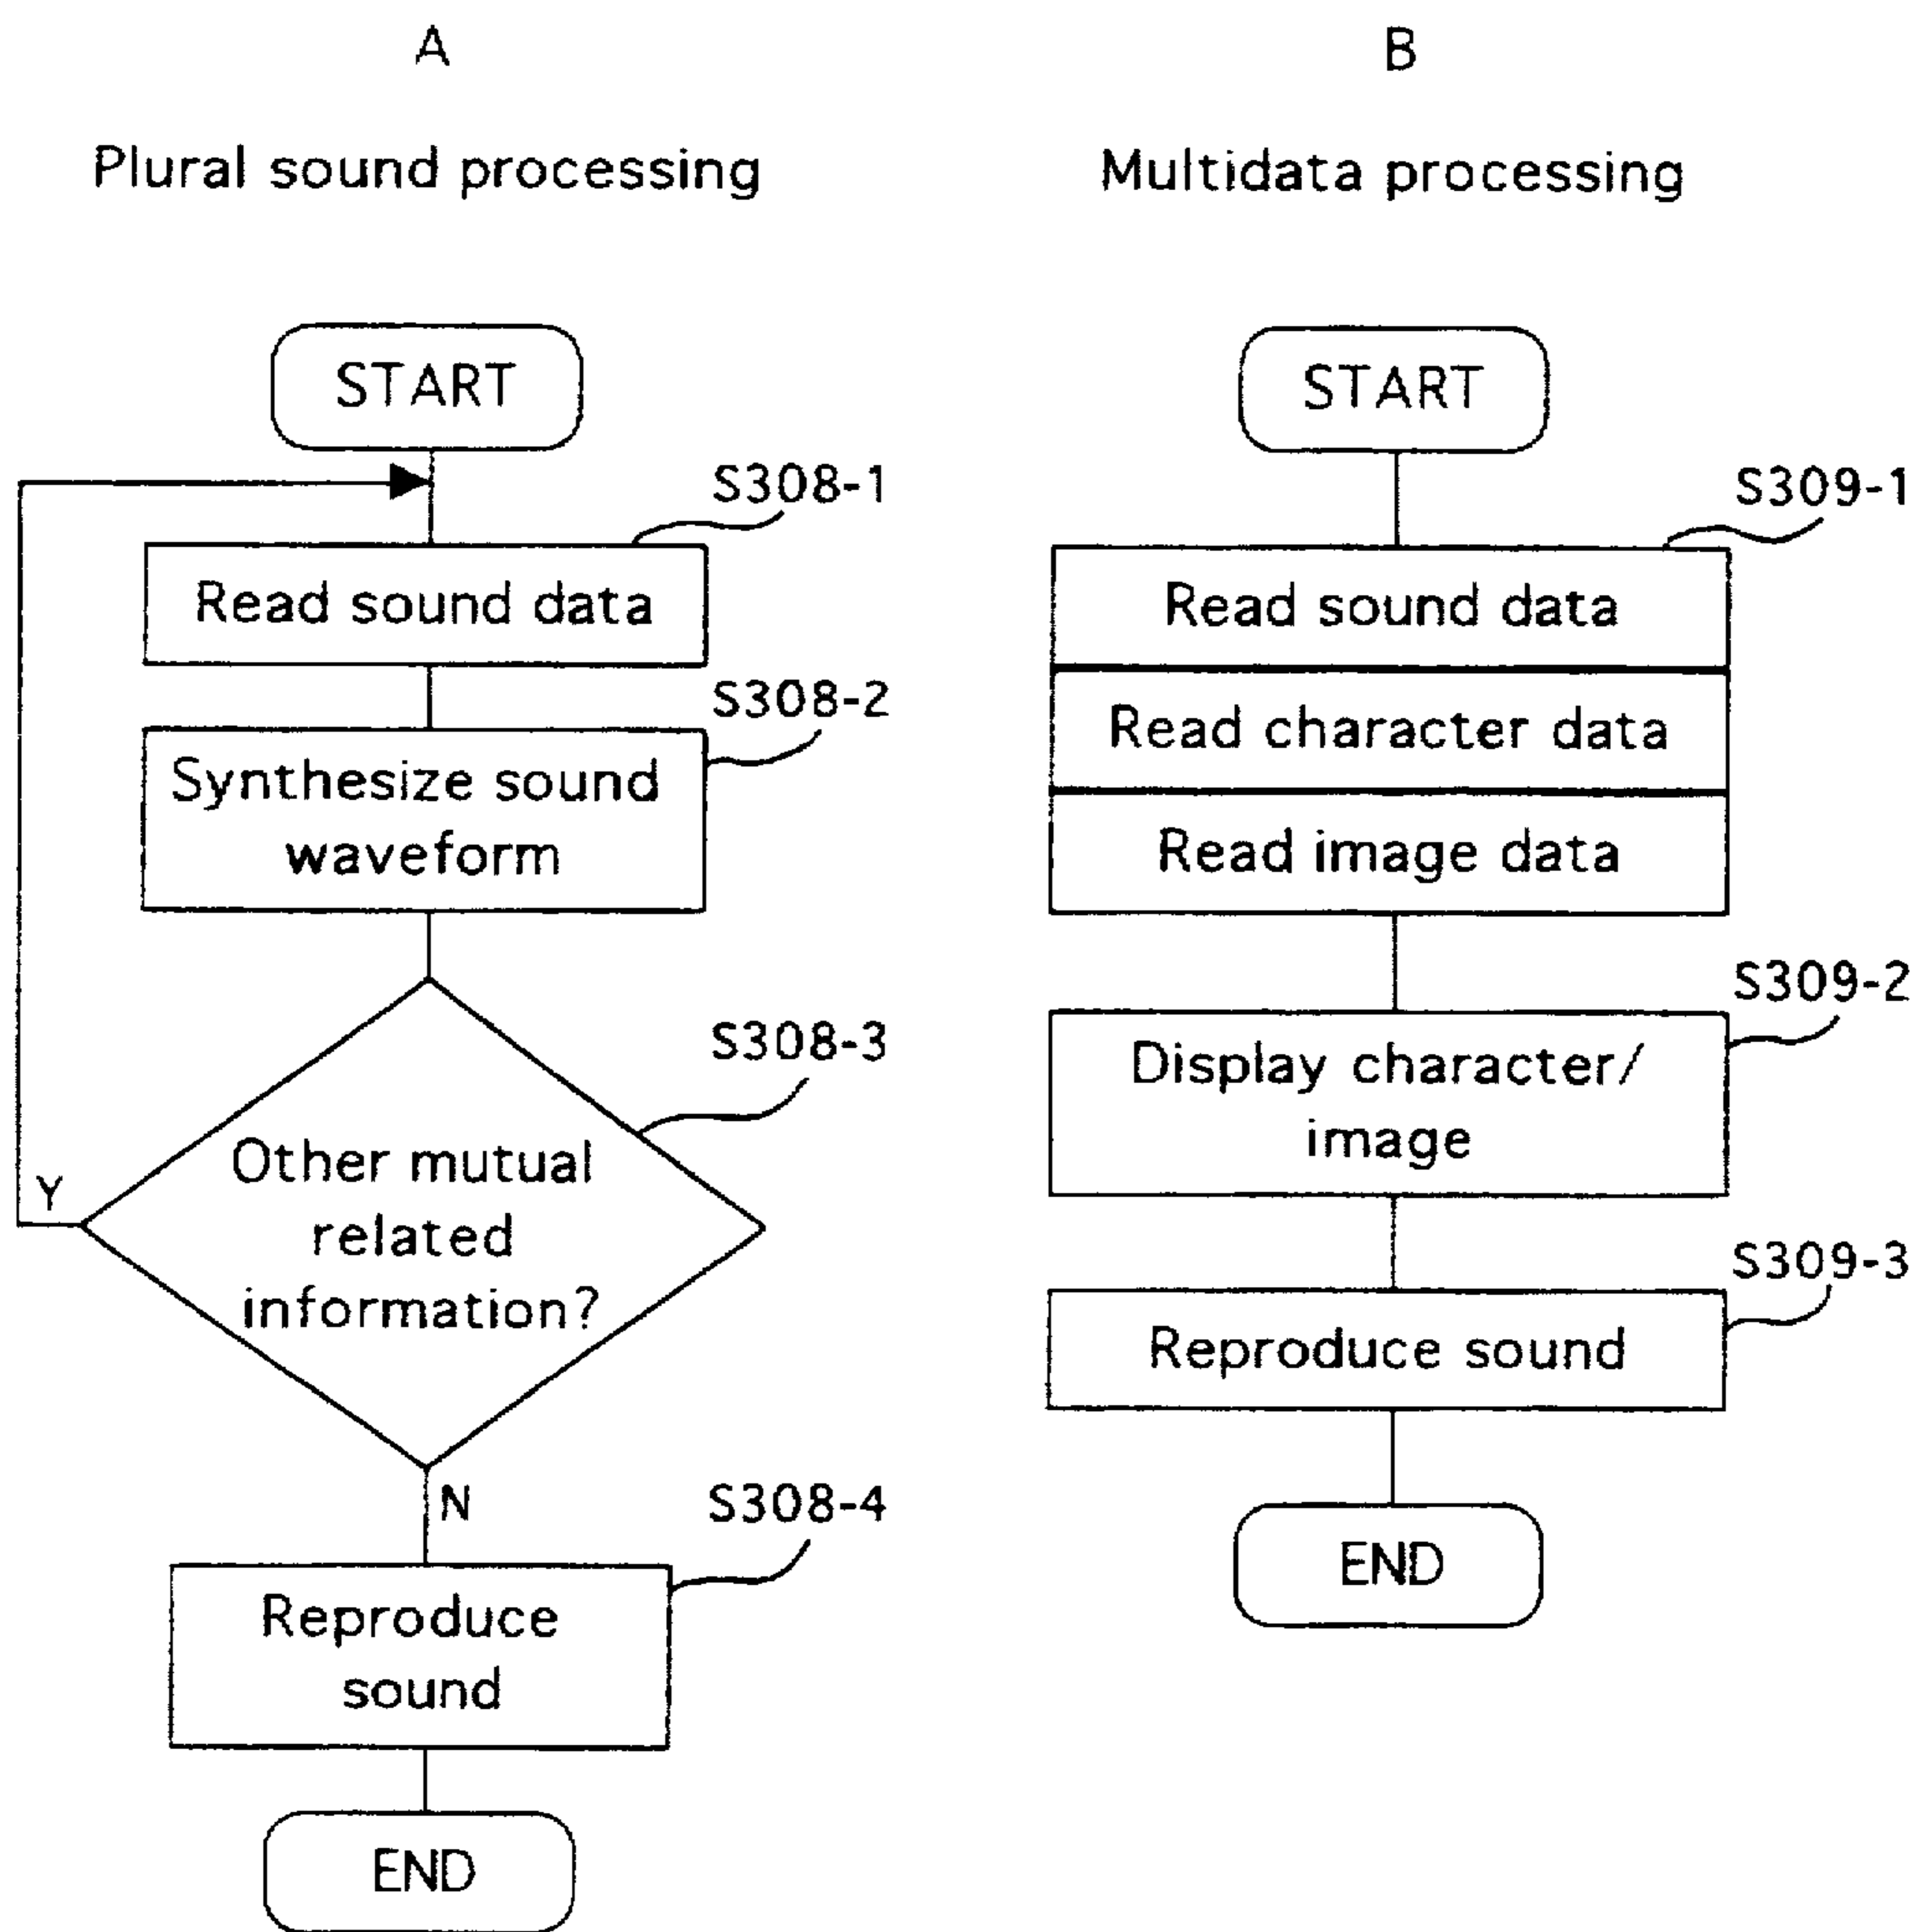 A
Plural sound processing
START
S308-1
Read sound data
S308-2
Synthesize sound
waveform
S308-3
Other mutual
related
information?
Y
N
S308-4
Reproduce
sound
END
B
Multidata processing
START
S309-1
Read sound data
Read character data
Read image data
S309-2
Display character/
image
S309-3
Reproduce sound
END